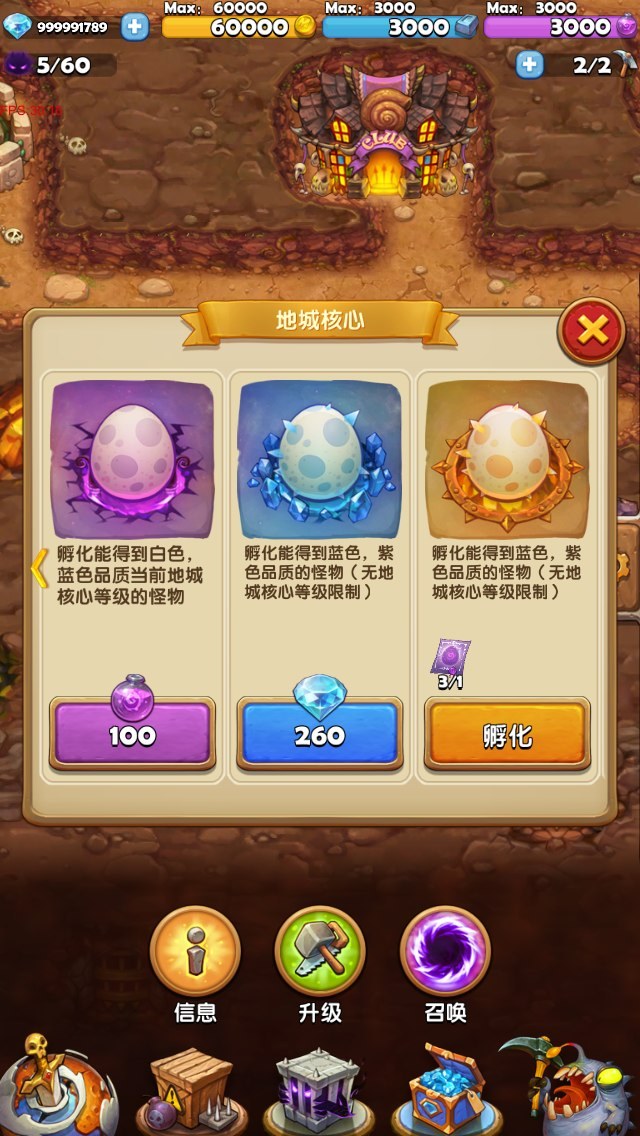 Max: 60000
Max: 3000
Max: 3000
999991789
60000
3000
3000
5/60
2/2
CLUB
地城核心
孵化能得到白色，
蓝色品质当前地城
核心等级的怪物
孵化能得到蓝色，紫
色品质的怪物（无地
城核心等级限制）
孵化能得到蓝色，紫
色品质的怪物（无地
城核心等级限制）
3/1
100
260
孵化
信息
升级
召唤